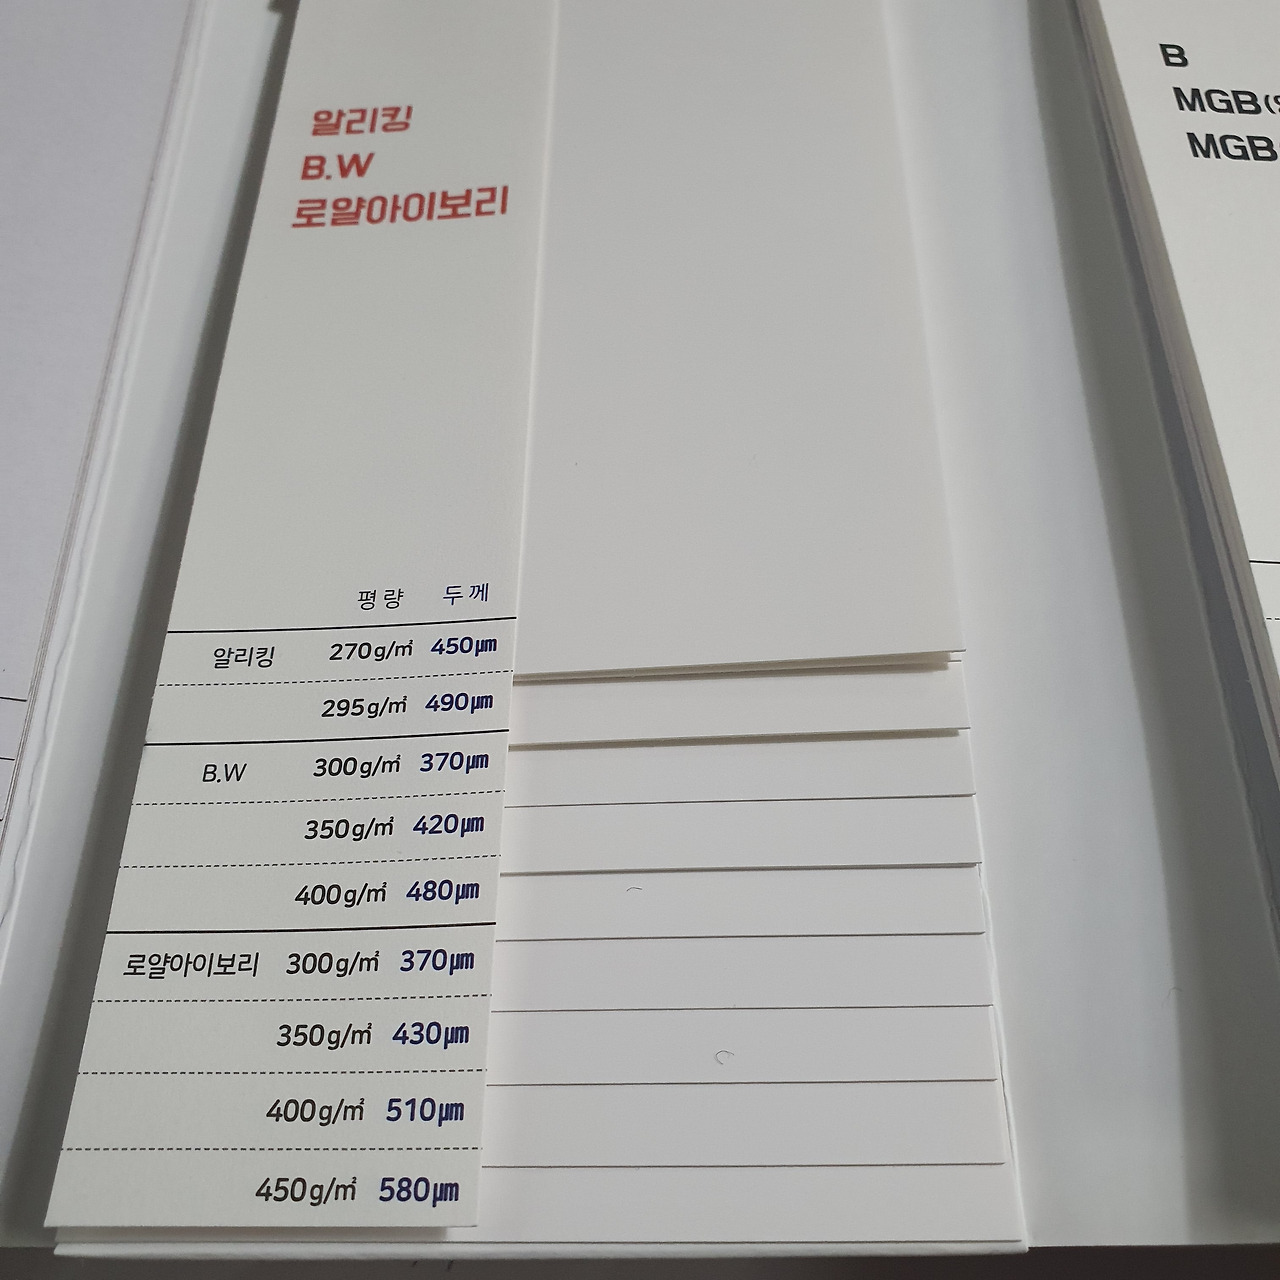 알리킹
B.W
로얄아이보리
평량 두께
알리킹 270g/㎡ 450㎛
295g/㎡ 490㎛
B.W 300g/㎡ 370㎛
350g/㎡ 420㎛
400g/㎡ 480㎛
로얄아이보리 300g/㎡ 370㎛
350g/㎡ 430㎛
400g/㎡ 510㎛
450g/㎡ 580㎛
B
MGB
MGB